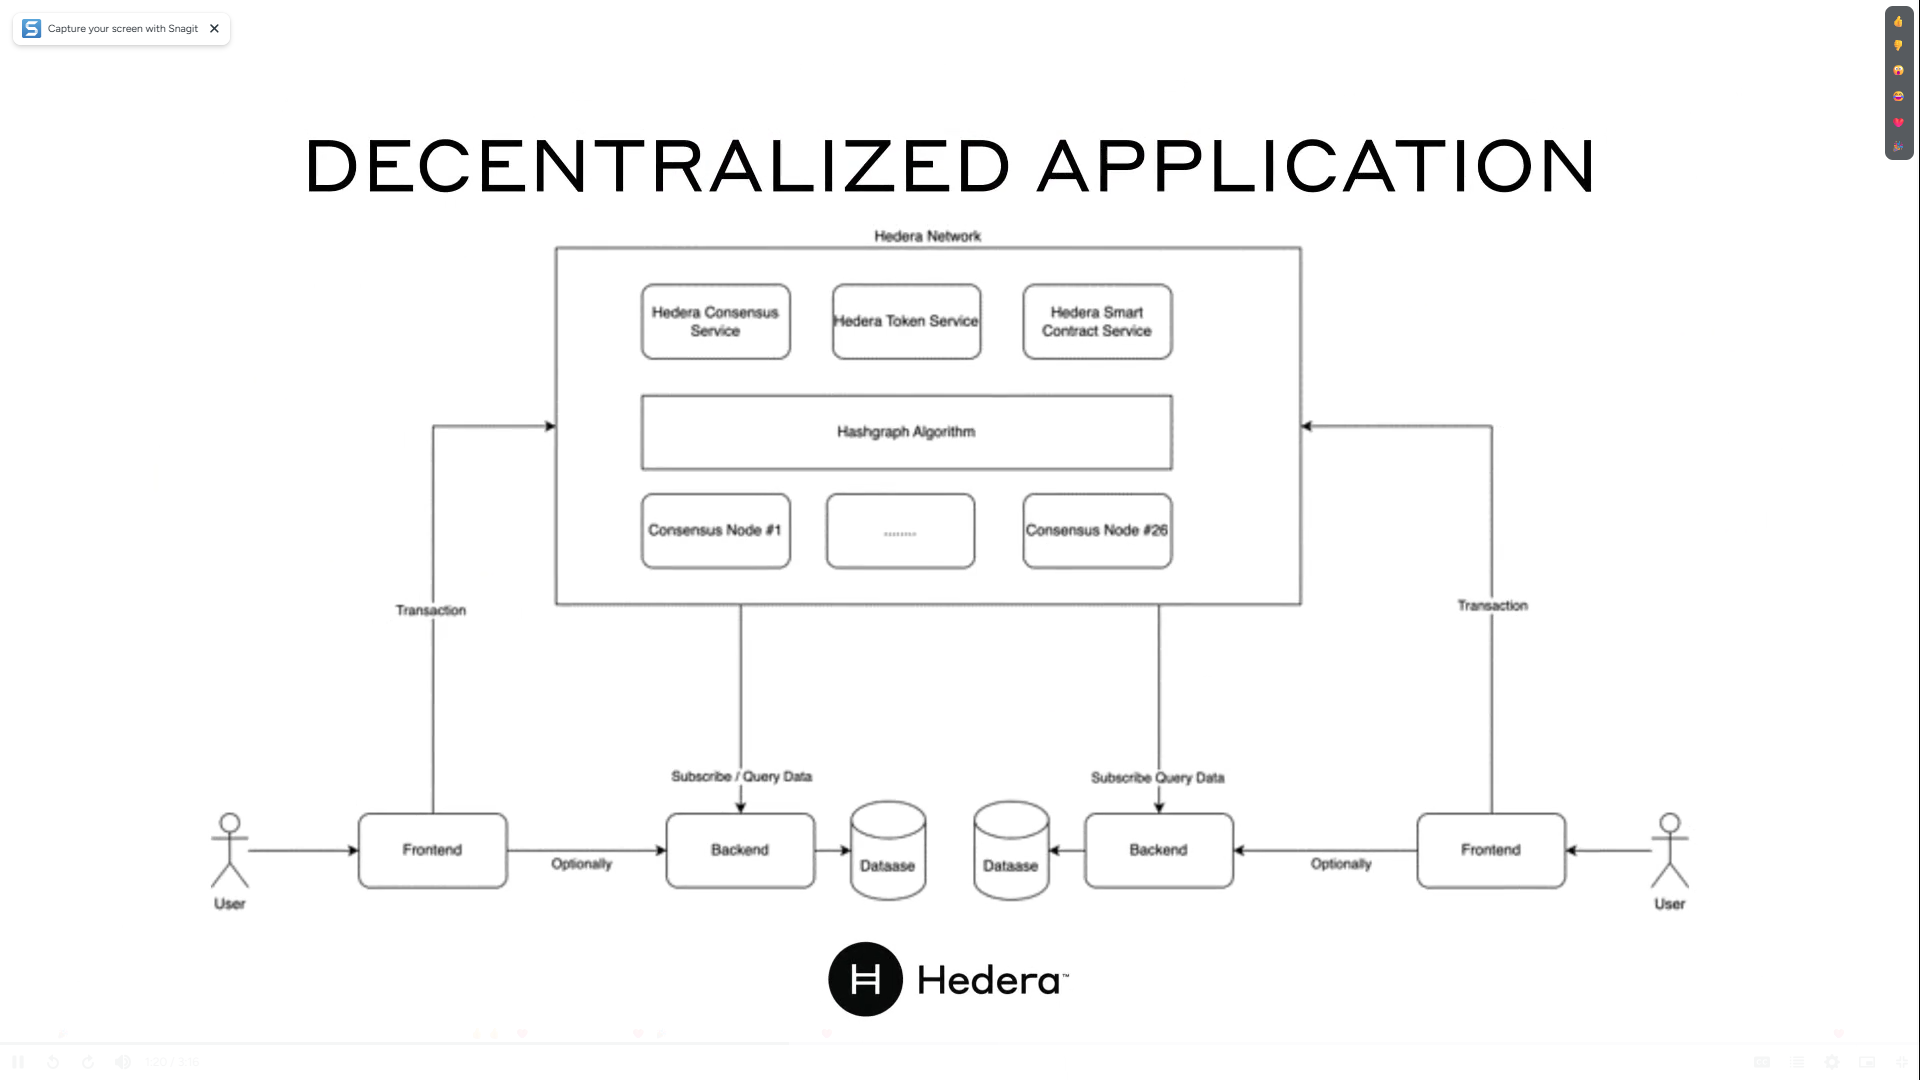 Capture your screen with Snagit
DECENTRALIZED APPLICATION
Hedera Network
Hedera Consensus
Service
Hedera Token Service
Hedera Smart
Contract Service
Hashgraph Algorithm
Consensus Node #1
........
Consensus Node #26
Transaction
Transaction
Subscribe / Query Data
Subscribe Query Data
Frontend
Optionally
Backend
Dataase
Dataase
Backend
Optionally
Frontend
User
User
H Hedera™